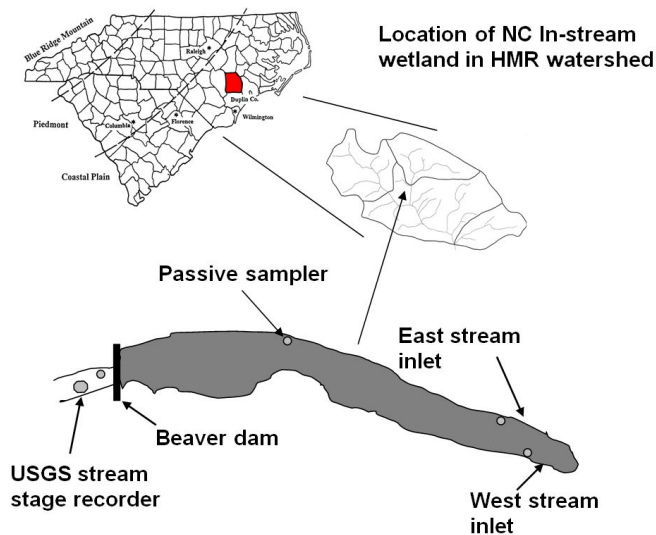 Location of NC In-stream
wetland in HMR watershed
Blue Ridge Mountain
Raleigh
Duplin Co.
Wilmington
Piedmont
Columbia
Florence
Coastal Plain
Passive sampler
East stream
inlet
Beaver dam
USGS stream
stage recorder
West stream
inlet